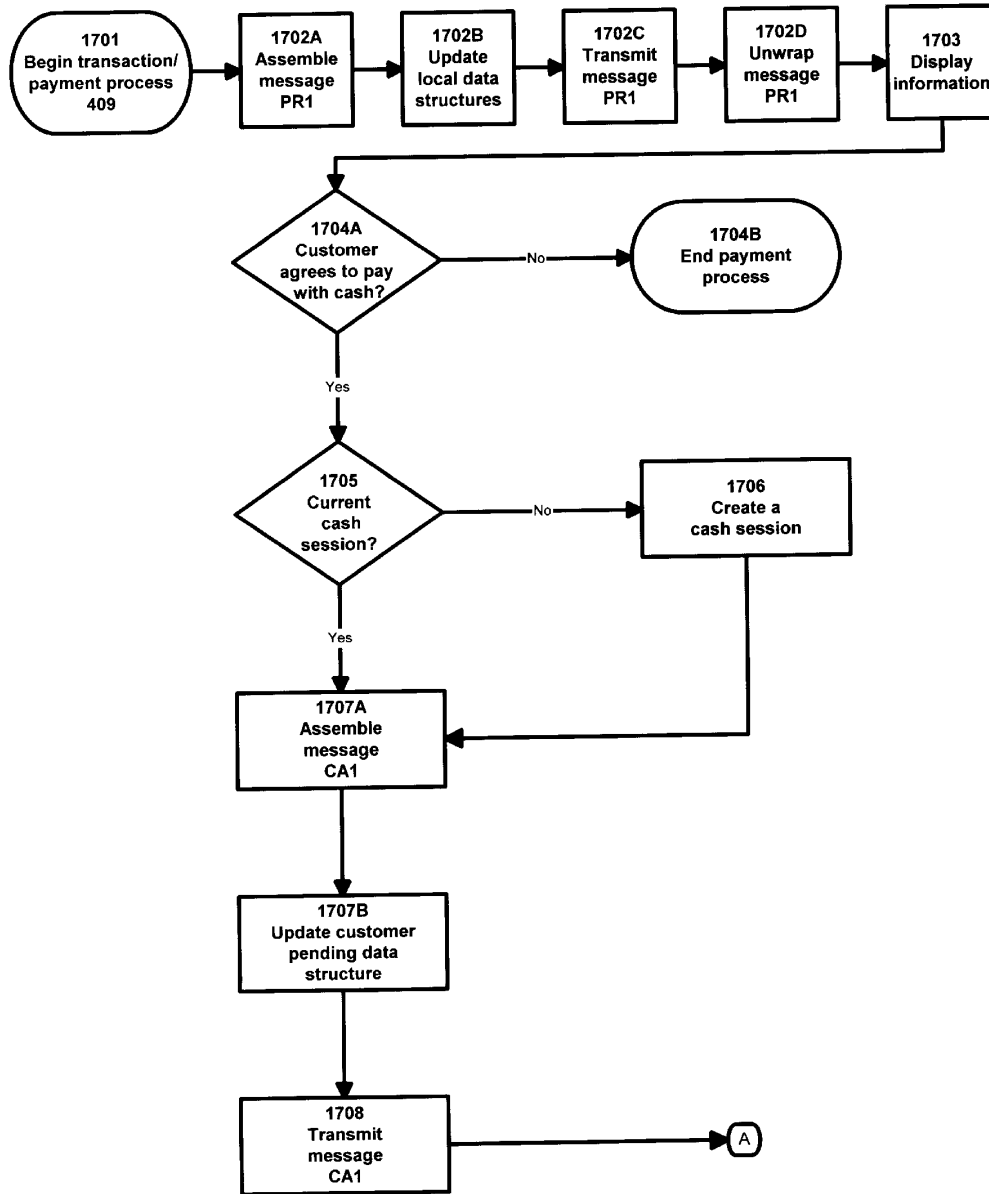 1701
Begin transaction/
payment process
409
1702A
Assemble
message
PR1
1702B
Update
local data
structures
1702C
Transmit
message
PR1
1702D
Unwrap
message
PR1
1703
Display
information
1704A
Customer
agrees to pay
with cash?
No
1704B
End payment
process
Yes
1705
Current
cash
session?
No
1706
Create a
cash session
Yes
1707A
Assemble
message
CA1
1707B
Update customer
pending data
structure
1708
Transmit
message
CA1
A